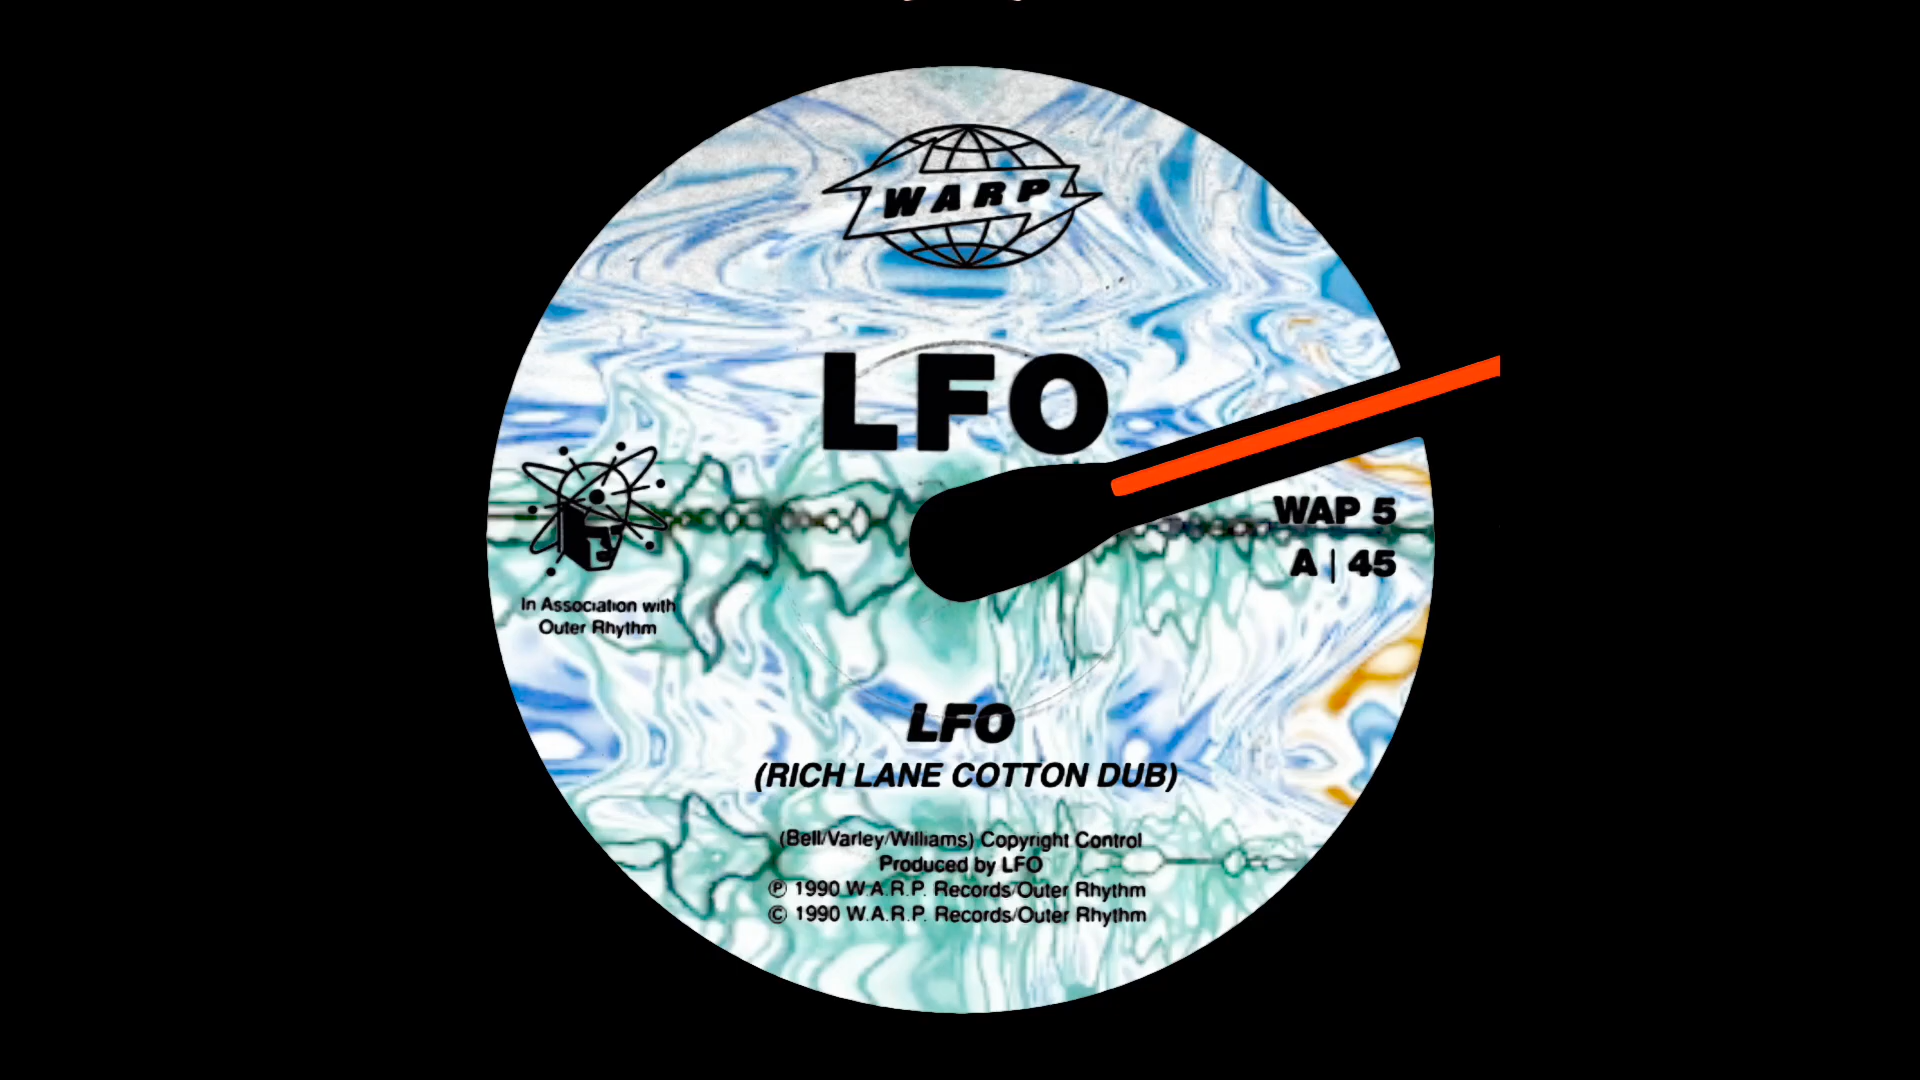 WARP
LFO
WAP 5
A | 45
In Association with
Outer Rhythm
LFO
(RICH LANE COTTON DUB)
(Bell/Varley/Williams) Copyright Control
Produced by LFO
℗ 1990 W.A.R.P. Records/Outer Rhythm
© 1990 W.A.R.P. Records/Outer Rhythm